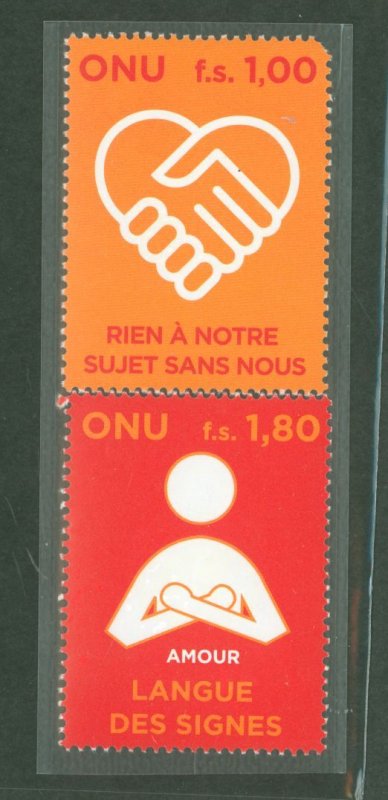 ONU f.s. 1,00
RIEN À NOTRE
SUJET SANS NOUS
ONU f.s. 1,80
AMOUR
LANGUE
DES SIGNES